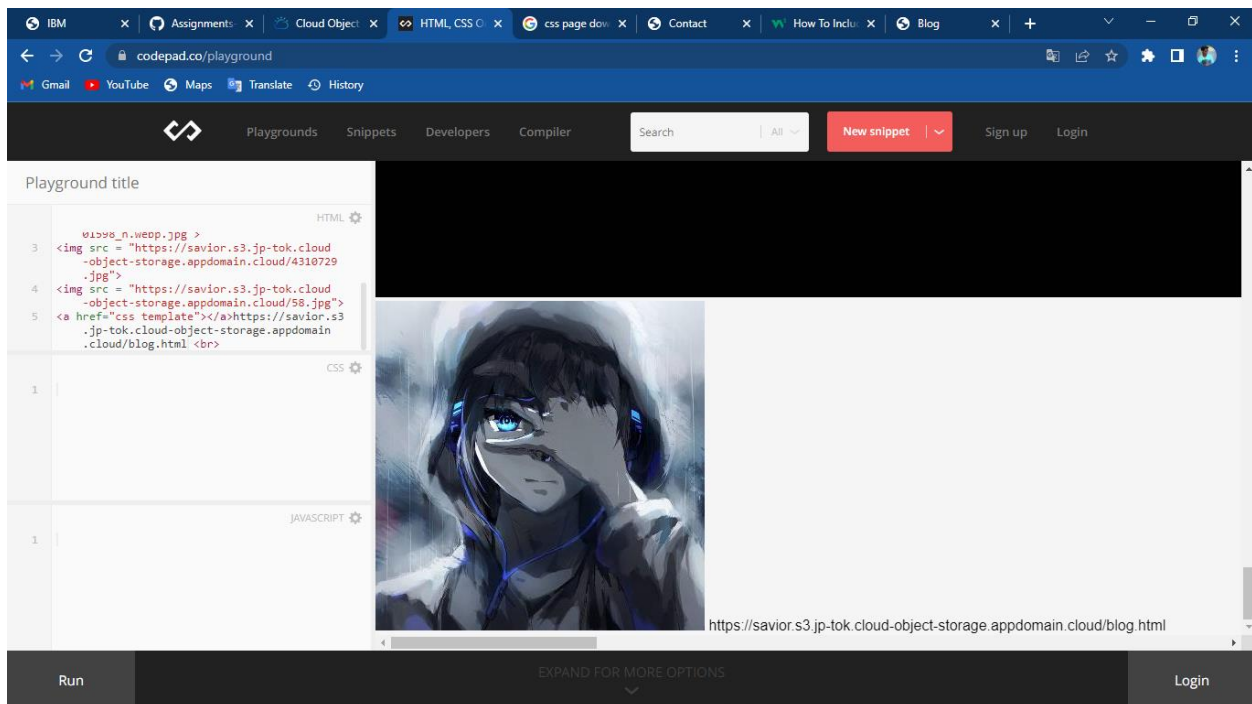 IBM
Assignments
Cloud Object
HTML, CSS O
css page dow
Contact
How To Inclu
Blog
codepad.co/playground
Gmail
YouTube
Maps
Translate
History
Playgrounds
Snippets
Developers
Compiler
Search
All
New snippet
Sign up
Login
Playground title
HTML
01598_n.webp.jpg >
3 <img src = "https://savior.s3.jp-tok.cloud
-object-storage.appdomain.cloud/4310729
.jpg">
4 <img src = "https://savior.s3.jp-tok.cloud
-object-storage.appdomain.cloud/58.jpg">
5 <a href="css template"></a>https://savior.s3
.jp-tok.cloud-object-storage.appdomain
.cloud/blog.html <br>
CSS
1
JAVASCRIPT
1
https://savior.s3.jp-tok.cloud-object-storage.appdomain.cloud/blog.html
Run
EXPAND FOR MORE OPTIONS
Login